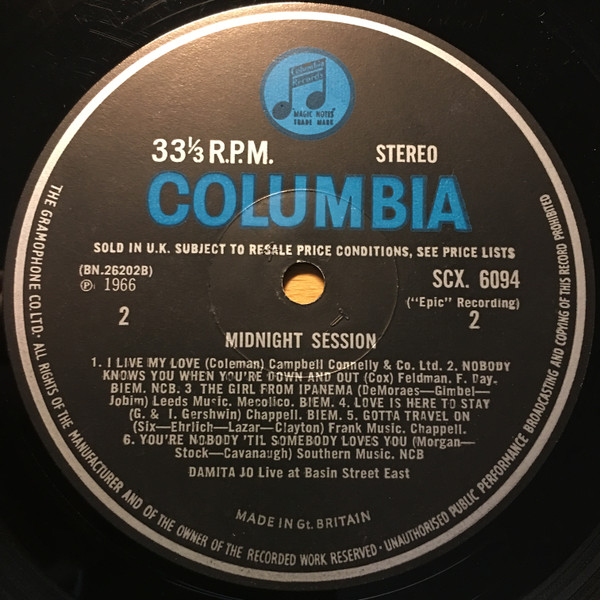 Columbia
Records
MAGIC NOTES
TRADE MARK
33⅓ R.P.M. STEREO
COLUMBIA
SOLD IN U.K. SUBJECT TO RESALE PRICE CONDITIONS, SEE PRICE LISTS
(BN.26202B) SCX. 6094
Ⓟ 1966 ("Epic" Recording)
2 2
MIDNIGHT SESSION
1. I LIVE MY LOVE (Coleman) Campbell Connelly & Co. Ltd. 2. NOBODY
KNOWS YOU WHEN YOU'RE DOWN AND OUT (Cox) Feldman. F. Day-
BIEM. NCB. 3 THE GIRL FROM IPANEMA (DeMoraes—Gimbel—
Jobim) Leeds Music. Mecolico. BIEM. 4. LOVE IS HERE TO STAY
(G. & I. Gershwin) Chappell. BIEM. 5. GOTTA TRAVEL ON
(Six—Ehrlich—Lazar—Clayton) Frank Music. Chappell.
6. YOU'RE NOBODY 'TIL SOMEBODY LOVES YOU (Morgan—
Stock—Cavanaugh) Southern Music. NCB
DAMITA JO Live at Basin Street East
MADE IN Gt. BRITAIN
THE GRAMOPHONE CO. LTD. · ALL RIGHTS OF THE MANUFACTURER AND OF THE OWNER OF THE RECORDED WORK RESERVED · UNAUTHORISED PUBLIC PERFORMANCE BROADCASTING AND COPYING OF THIS RECORD PROHIBITED